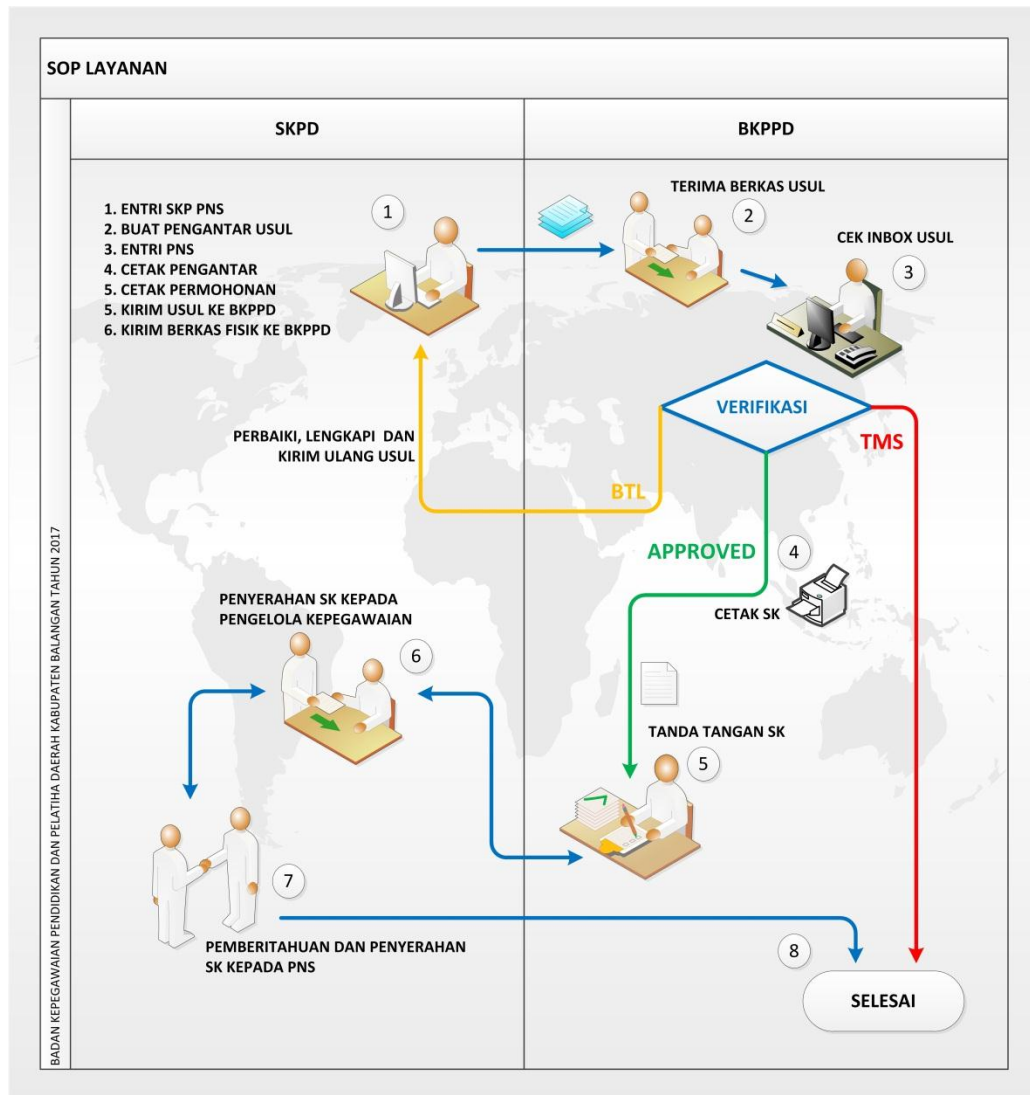 SOP LAYANAN
SKPD
BKPPD
1. ENTRI SKP PNS
2. BUAT PENGANTAR USUL
3. ENTRI PNS
4. CETAK PENGANTAR
5. CETAK PERMOHONAN
5. KIRIM USUL KE BKPPD
6. KIRIM BERKAS FISIK KE BKPPD
1
TERIMA BERKAS USUL
2
CEK INBOX USUL
3
VERIFIKASI
TMS
PERBAIKI, LENGKAPI DAN
KIRIM ULANG USUL
BTL
APPROVED
4
CETAK SK
PENYERAHAN SK KEPADA
PENGELOLA KEPEGAWAIAN
6
TANDA TANGAN SK
5
7
PEMBERITAHUAN DAN PENYERAHAN
SK KEPADA PNS
8
SELESAI
BADAN KEPEGAWAIAN PENDIDIKAN DAN PELATIHA DAERAH KABUPATEN BALANGAN TAHUN 2017